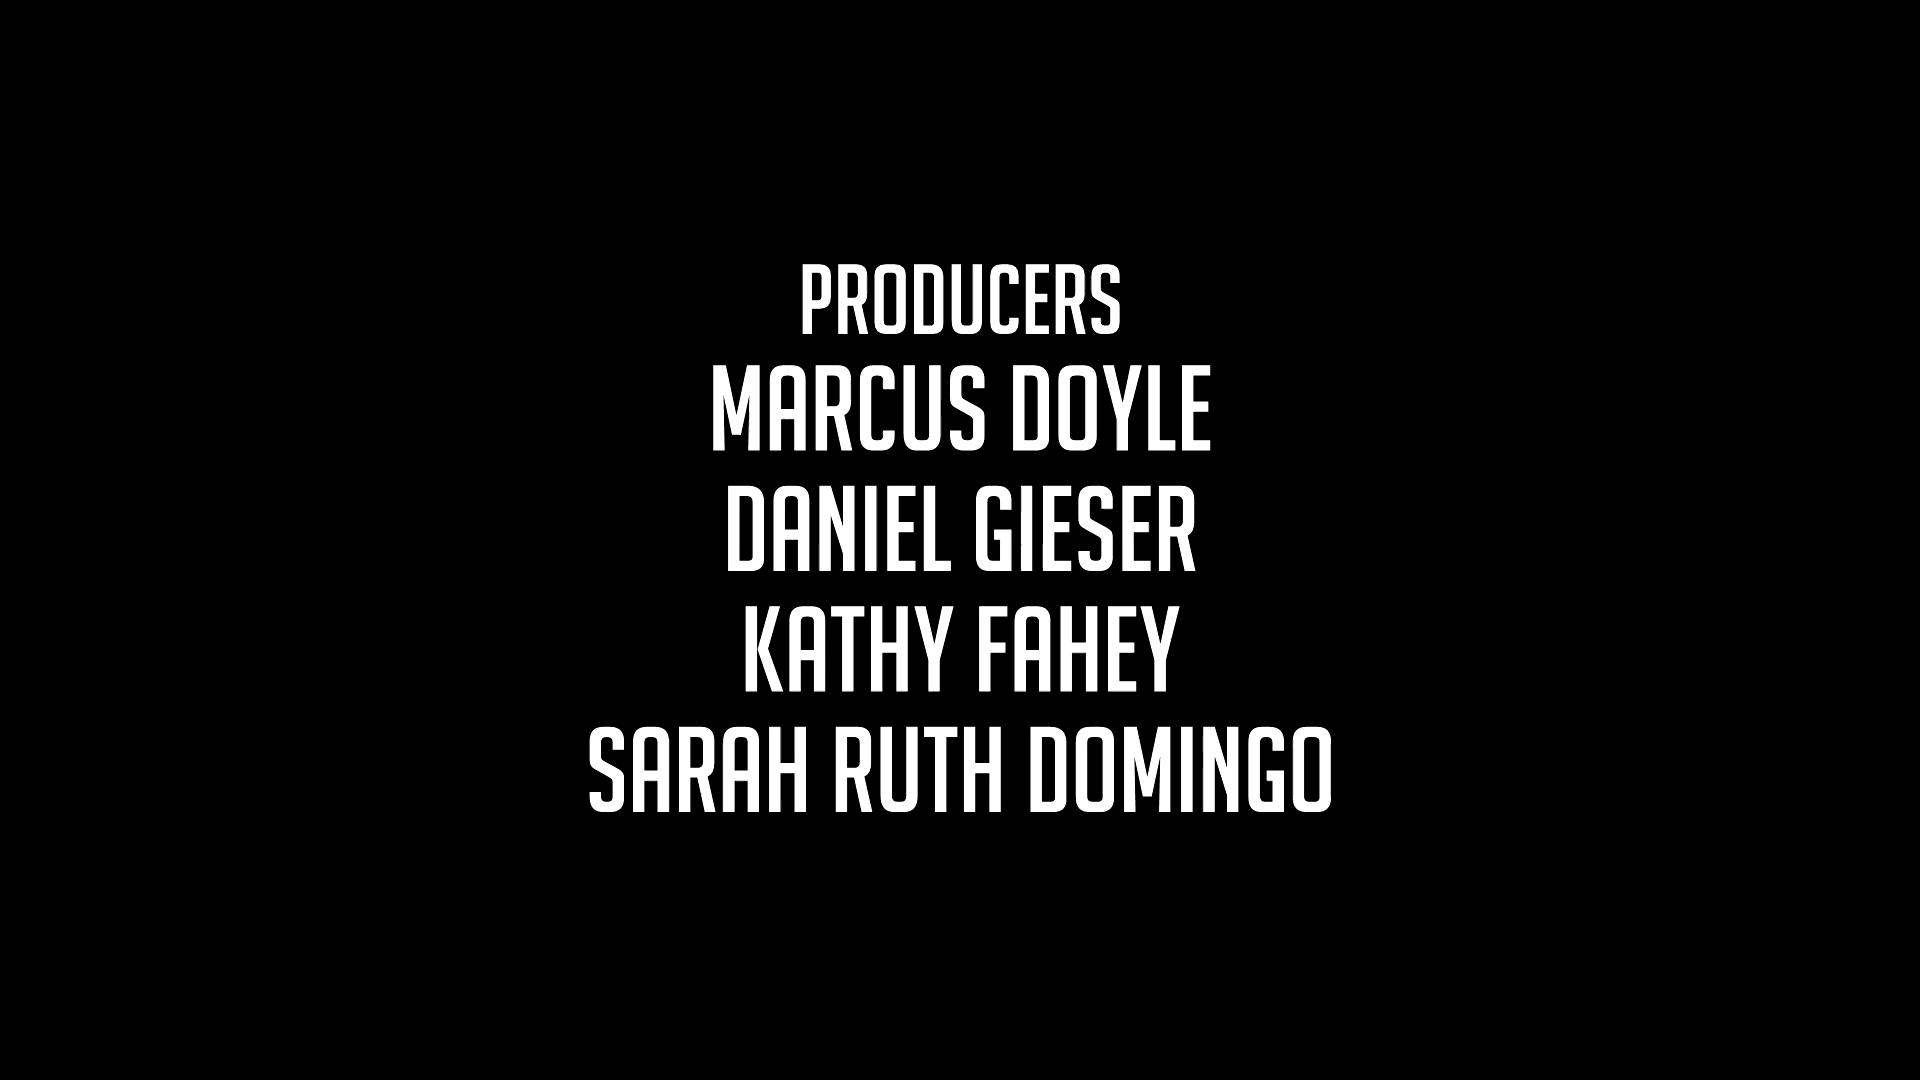 PRODUCERS
MARCUS DOYLE
DANIEL GIESER
KATHY FAHEY
SARAH RUTH DOMINGO